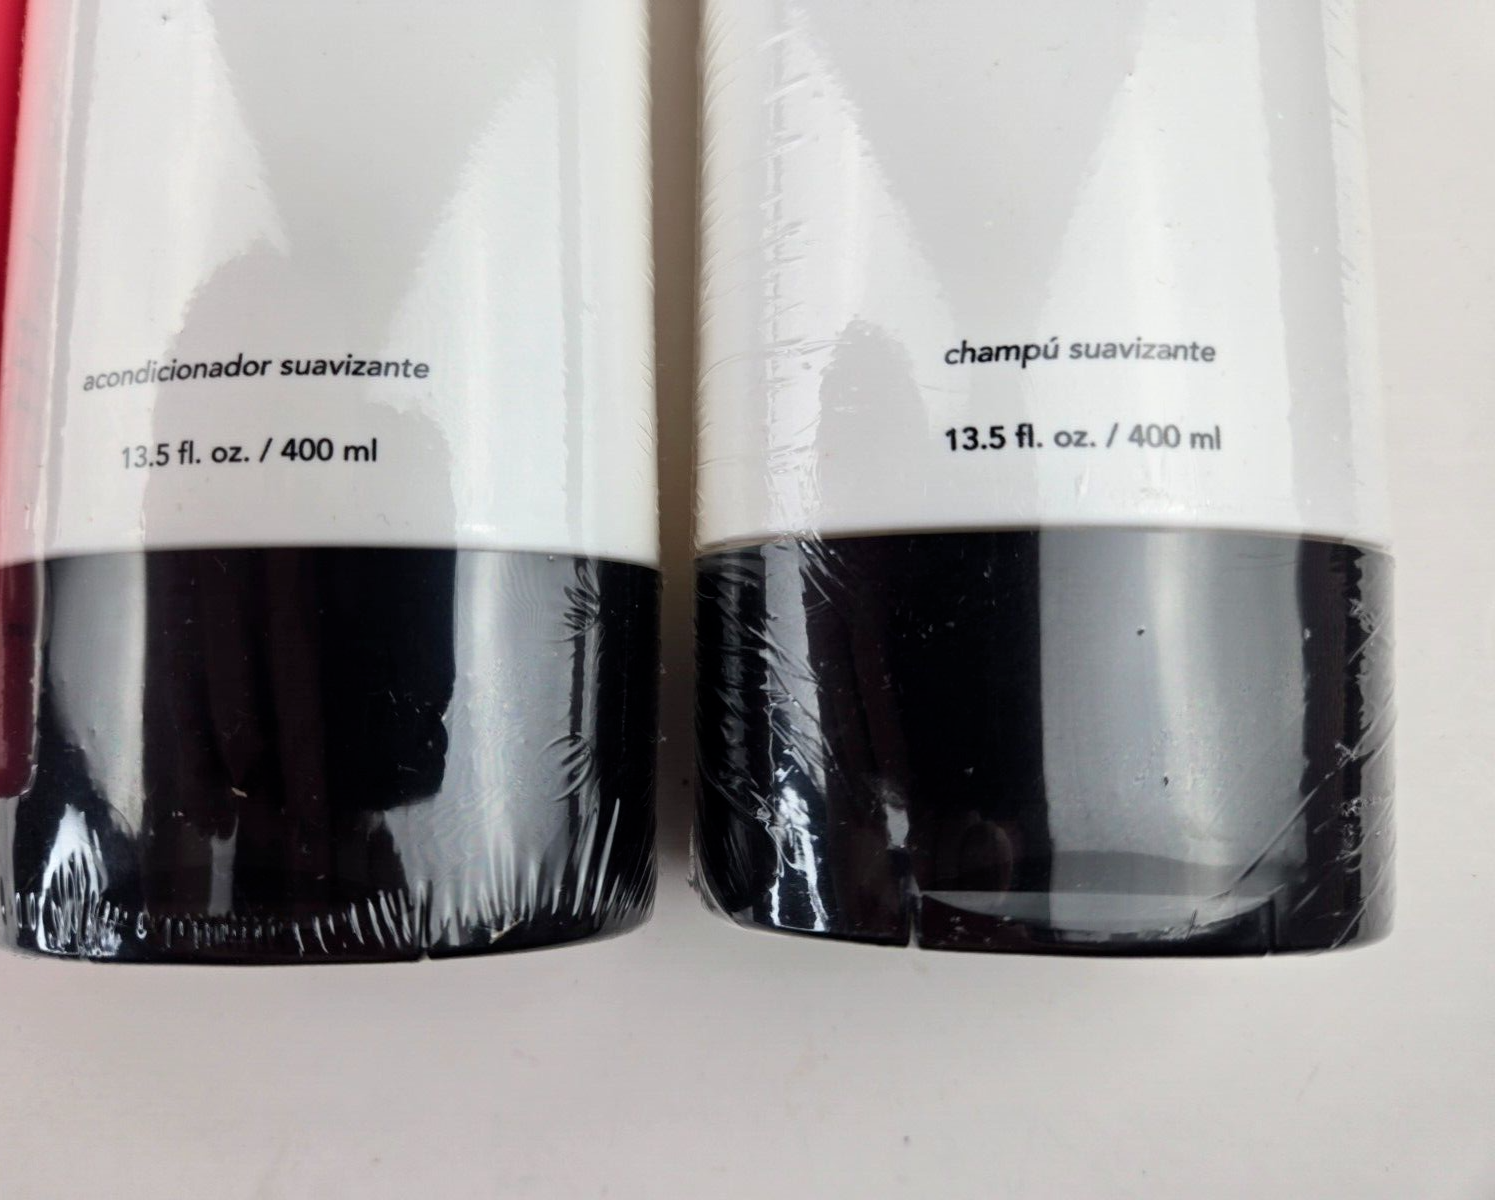 acondicionador suavizante
13.5 fl. oz. / 400 ml
champú suavizante
13.5 fl. oz. / 400 ml